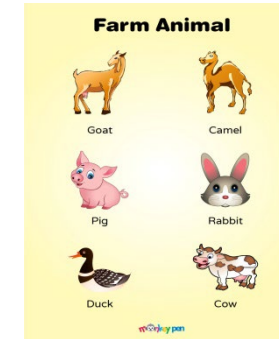 Farm Animal
Goat Camel
Pig Rabbit
Duck Cow
monkey pen